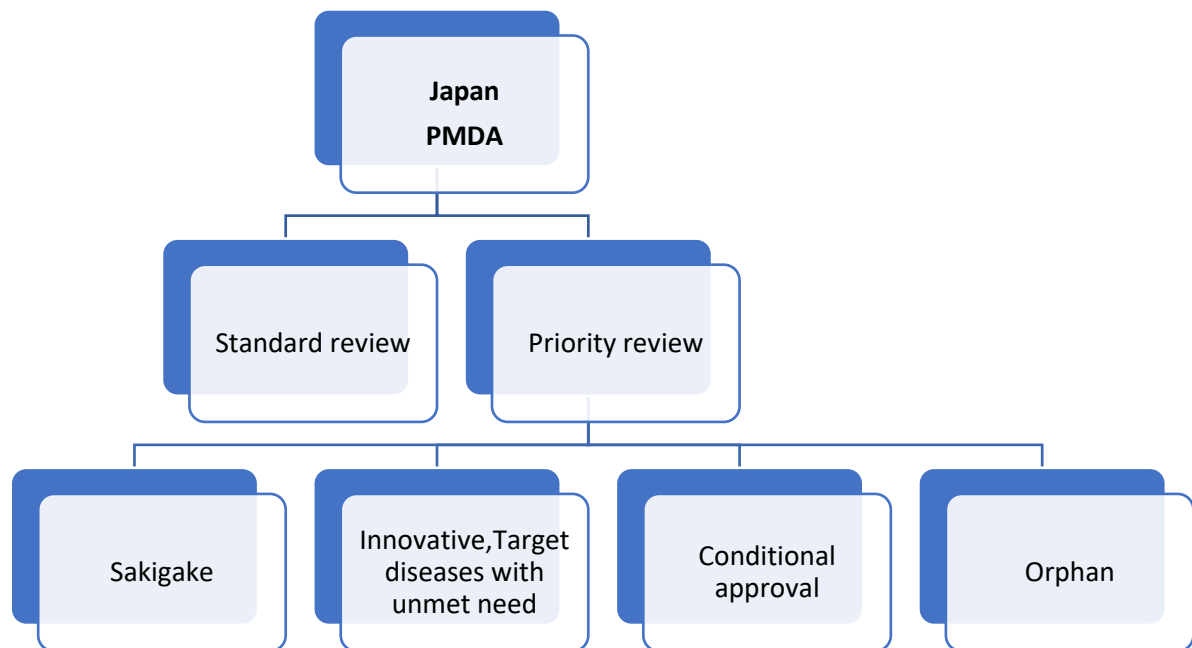 Japan
PMDA
Standard review
Priority review
Sakigake
Innovative,Target
diseases with
unmet need
Conditional
approval
Orphan